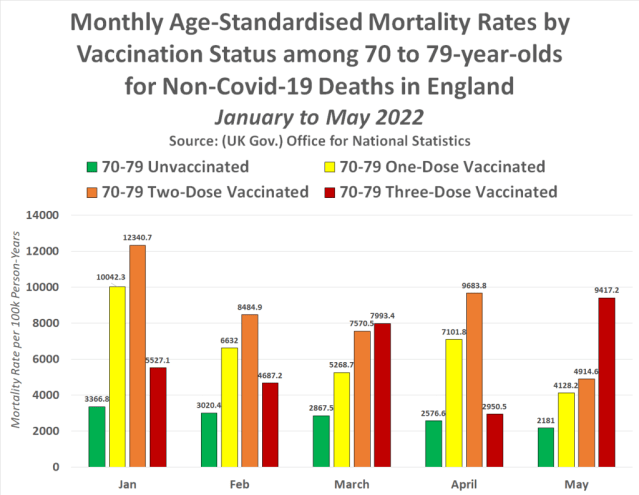 Monthly Age-Standardised Mortality Rates by
Vaccination Status among 70 to 79-year-olds
for Non-Covid-19 Deaths in England
January to May 2022
Source: (UK Gov.) Office for National Statistics
70-79 Unvaccinated 70-79 One-Dose Vaccinated
70-79 Two-Dose Vaccinated 70-79 Three-Dose Vaccinated
Mortality Rate per 100k Person-Years
14000
12000
10000
8000
6000
4000
2000
0
3366.8 10042.3 12340.7 5527.1
3020.4 6632 8484.9 4687.2
2867.5 5268.7 7570.5 7993.4
2576.6 7101.8 9683.8 2950.5
2181 4128.2 4914.6 9417.2
Jan Feb March April May